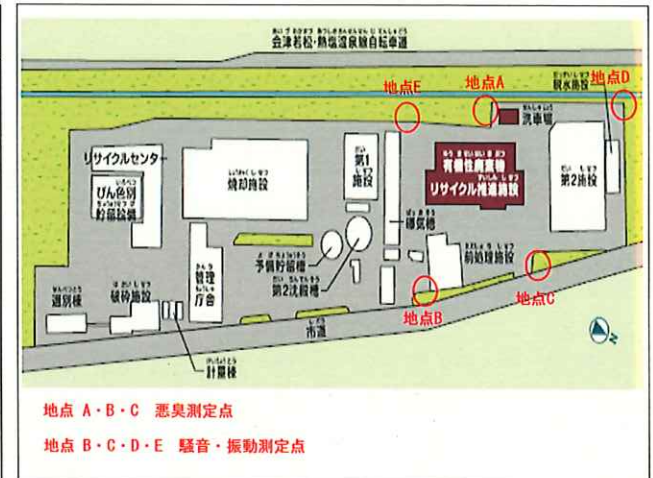 会津若松・熱塩温泉線自転車道
地点E
地点A
脱水施設
地点D
洗車場
リサイクルセンター
びん色別
貯留設備
焼却施設
第1
施設
曝気槽
有機性廃棄物
リサイクル推進施設
第2施設
予備貯留槽
第2沈殿槽
管理
庁舎
前処理施設
選別棟
破砕施設
地点B
地点C
市道
計量棟
N
地点 A・B・C 悪臭測定点
地点 B・C・D・E 騒音・振動測定点